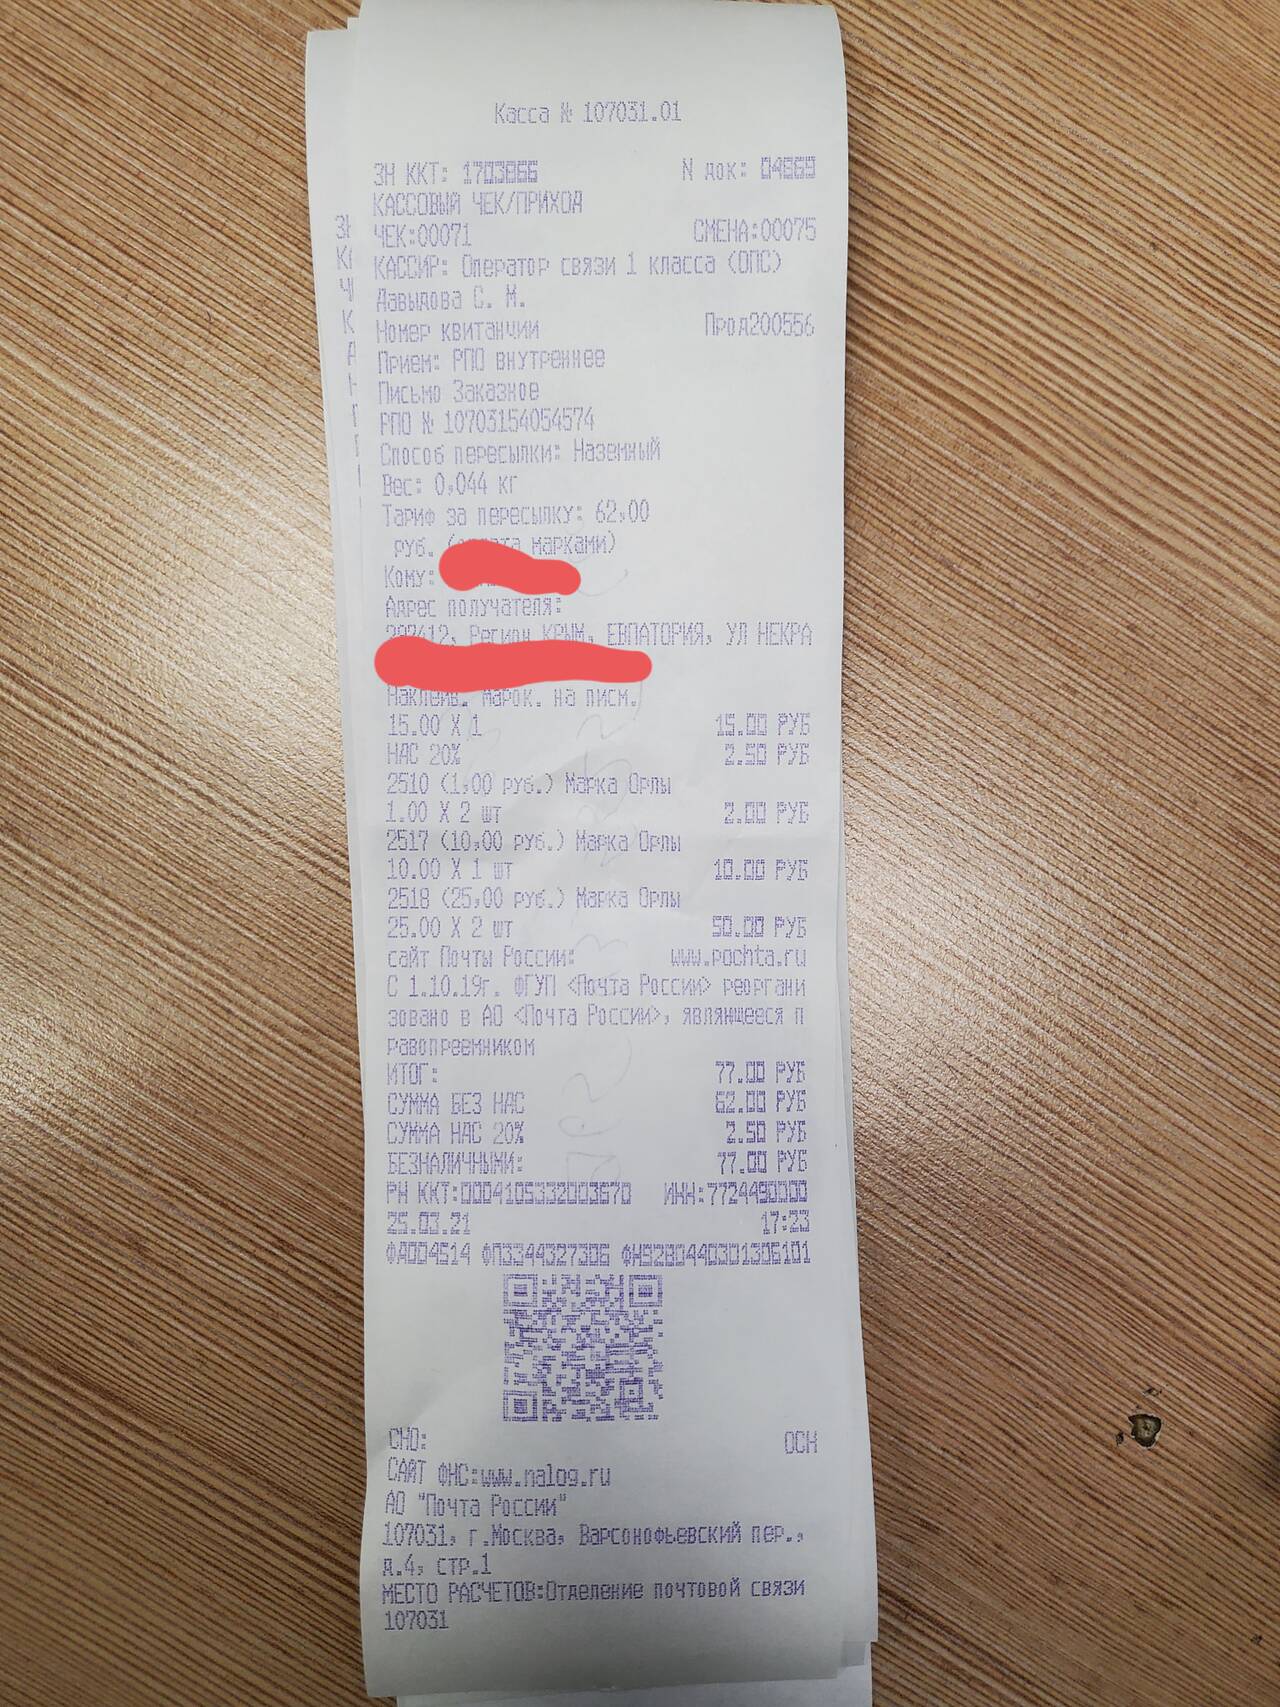 Касса № 107031.01
ЗН ККТ: 1703866 N док: 04869
КАССОВЫЙ ЧЕК/ПРИХОД
ЧЕК:00071 СМЕНА:00075
КАССИР: Оператор связи 1 класса (ОПС)
Давыдова С. М.
Номер квитанчии Прод200556
Прием: РПО внутреннее
Письмо Заказное
РПО № 10703154054574
Способ пересылки: Наземный
Вес: 0,044 кг
Тариф за пересылку: 62,00
руб. (оплата марками)
Кому:
Адрес получателя:
297412, Регион КРЫМ, ЕВПАТОРИЯ, УЛ НЕКРА
Наклеив. марок. на писм.
15.00 X 1 15.00 РУБ
НДС 20% 2.50 РУБ
2510 (1,00 руб.) Марка Орлы
1.00 X 2 шт 2.00 РУБ
2517 (10,00 руб.) Марка Орлы
10.00 X 1 шт 10.00 РУБ
2518 (25,00 руб.) Марка Орлы
25.00 X 2 шт 50.00 РУБ
сайт Почты России: www.pochta.ru
С 1.10.19г. ФГУП <Почта России> реоргани
зовано в АО <Почта России>, являющееся п
равопреемником
ИТОГ: 77.00 РУБ
СУММА БЕЗ НДС 62.00 РУБ
СУММА НДС 20% 2.50 РУБ
БЕЗНАЛИЧНЫМИ: 77.00 РУБ
РН ККТ:0004105332003670 ИНН:7724490000
25.03.21 17:23
ФД004514 ФП3344327306 ФН9280440301306101
СНО: ОСН
САЙТ ФНС:www.nalog.ru
АО "Почта России"
107031, г.Москва, Варсонофьевский пер.,
д.4, стр.1
МЕСТО РАСЧЕТОВ:Отделение почтовой связи
107031